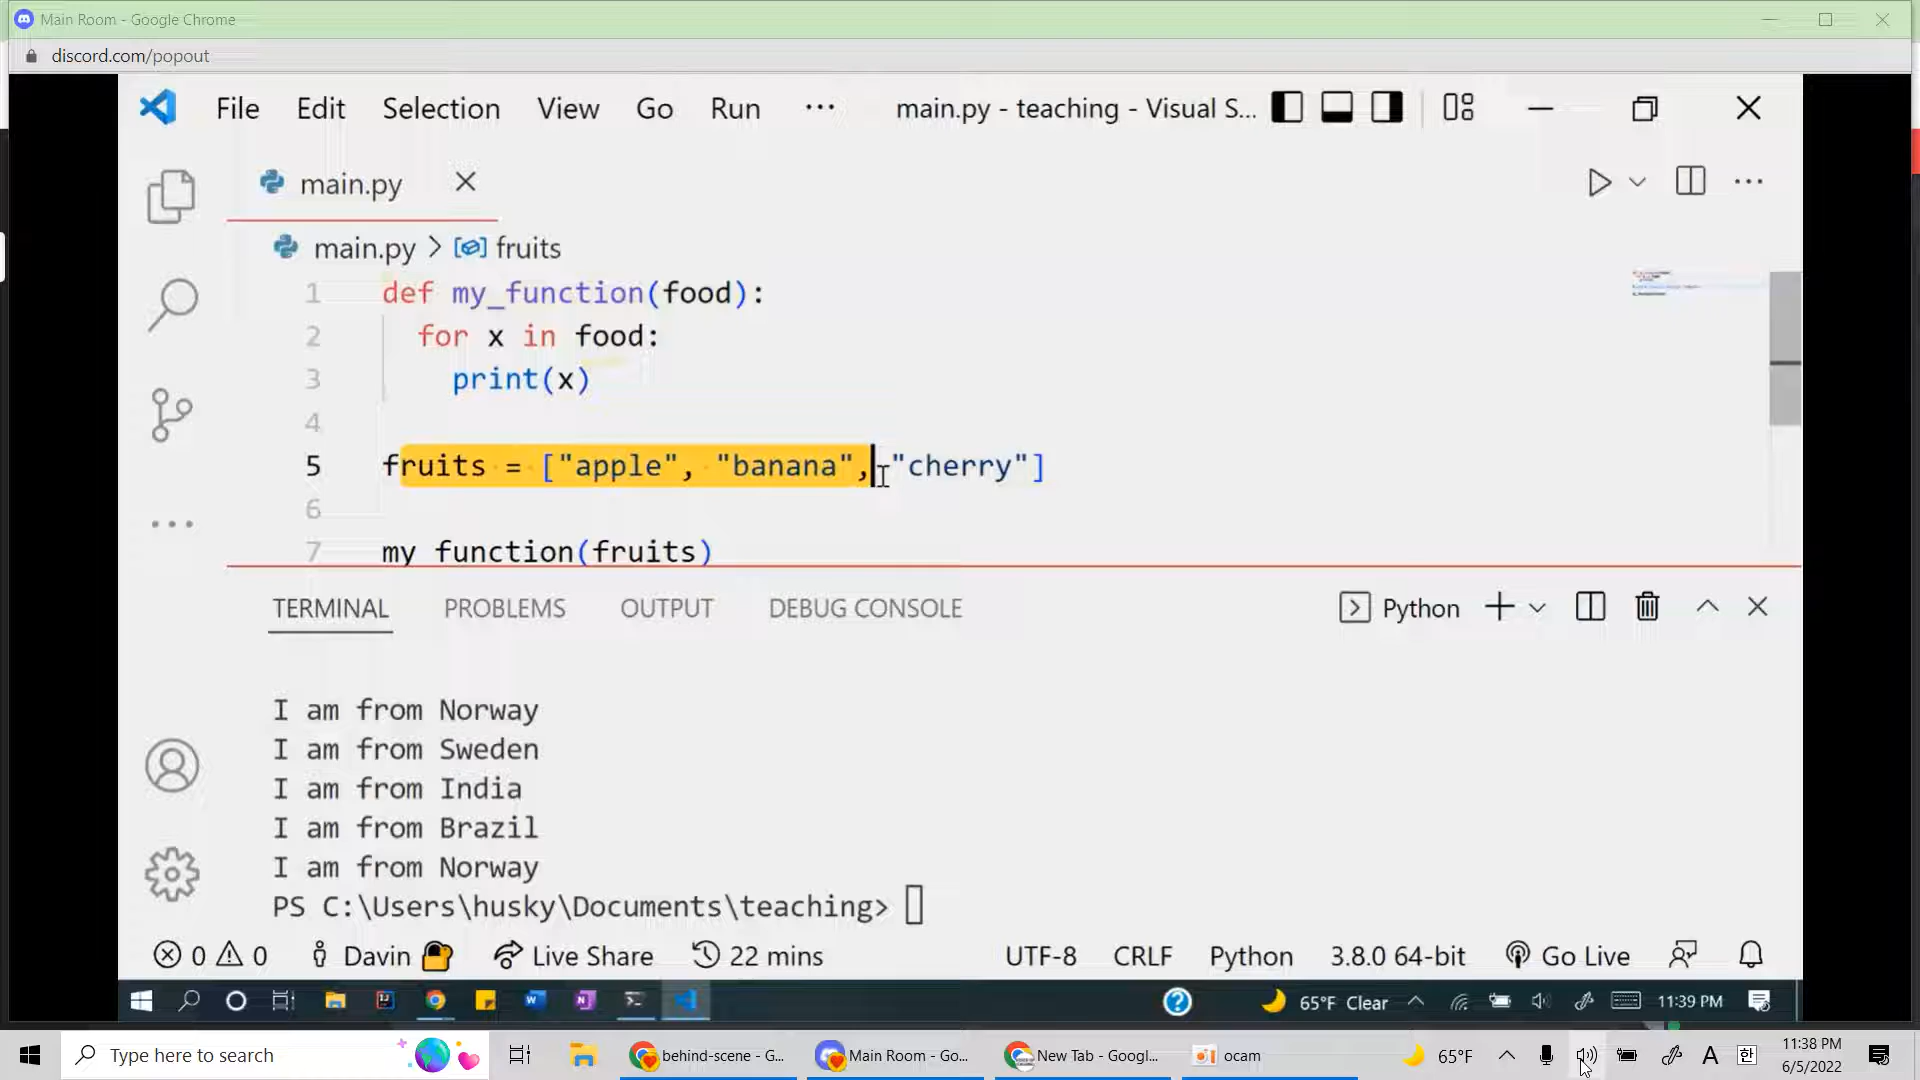 Main Room - Google Chrome
discord.com/popout
File Edit Selection View Go Run ··· main.py - teaching - Visual S...
main.py
main.py > fruits
1 def my_function(food):
2 for x in food:
3 print(x)
4
5 fruits = ["apple", "banana", "cherry"]
6
7 my_function(fruits)
TERMINAL PROBLEMS OUTPUT DEBUG CONSOLE Python
I am from Norway
I am from Sweden
I am from India
I am from Brazil
I am from Norway
PS C:\Users\husky\Documents\teaching>
0 0 Davin Live Share 22 mins UTF-8 CRLF Python 3.8.0 64-bit Go Live
65°F Clear 11:39 PM
Type here to search behind-scene - G... Main Room - Go... New Tab - Googl... ocam 65°F A 한 11:38 PM
6/5/2022